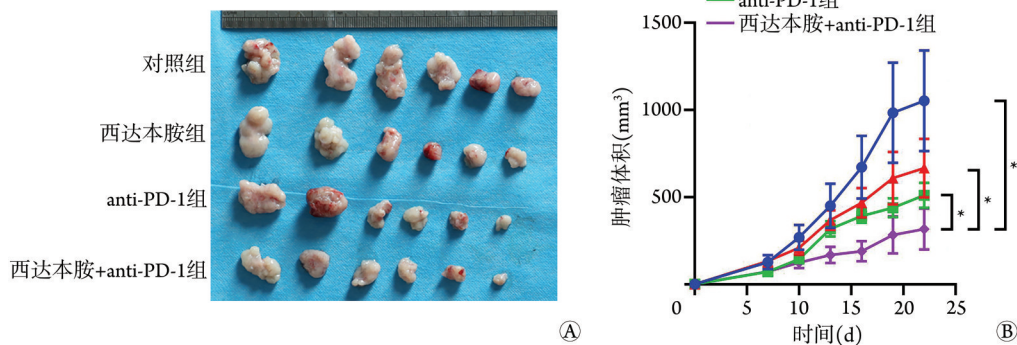 对照组
西达本胺组
anti-PD-1组
西达本胺+anti-PD-1组
Ⓐ
anti-PD-1组
西达本胺+anti-PD-1组
肿瘤体积(mm³)
1500
1000
500
0
5
10
15
20
25
时间(d)
*
*
*
Ⓑ